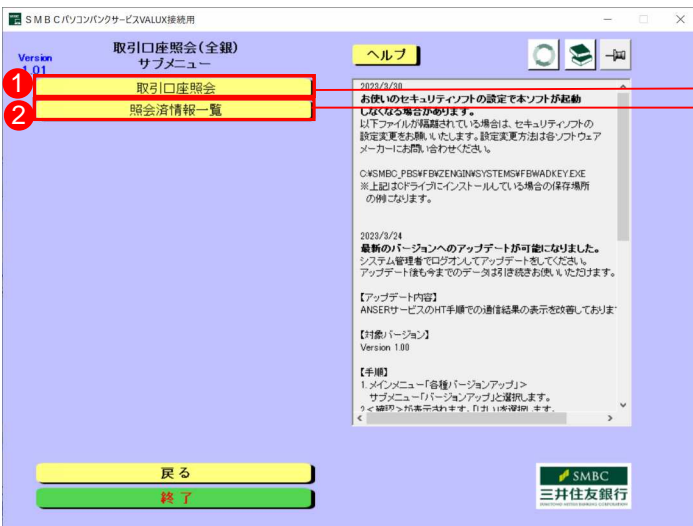 SMBCパソコンバンクサービスVALUX接続用
Version
1.01
取引口座照会(全銀)
サブメニュー
ヘルプ
1
取引口座照会
2
照会済情報一覧
2023/3/30
お使いのセキュリティソフトの設定で本ソフトが起動
しなくなる場合があります。
以下ファイルが隔離されている場合は、セキュリティソフトの
設定変更をお願いいたします。設定変更方法は各ソフトウェア
メーカーにお問い合わせください。
C:¥SMBC_PBS¥FB¥ZENGIN¥SYSTEMS¥FBWADKEY.EXE
※上記はCドライブにインストールしている場合の保存場所
の例になります。
2023/3/24
最新のバージョンへのアップデートが可能になりました。
システム管理者でログオンしてアップデートをしてください。
アップデート後も今までのデータは引き続きお使いいただけます。
【アップデート内容】
ANSERサービスのHT手順での通信結果の表示を改善しておりま
【対象バージョン】
Version 1.00
【手順】
1. メインメニュー「各種バージョンアップ」>
サブメニュー「バージョンアップ」と選択します。
2.<確認>が表示されます。「はい」を選択します。
戻る
終了
SMBC
三井住友銀行